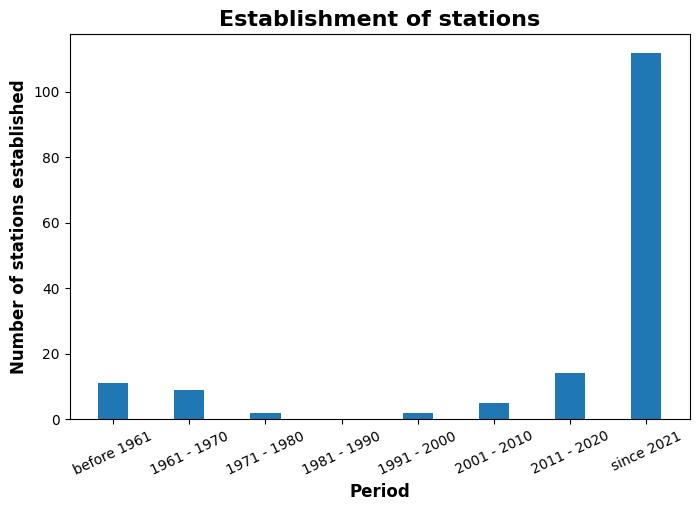 Establishment of stations
Number of stations established
100
80
60
40
20
0
before 1961
1961 - 1970
1971 - 1980
1981 - 1990
1991 - 2000
2001 - 2010
2011 - 2020
since 2021
Period